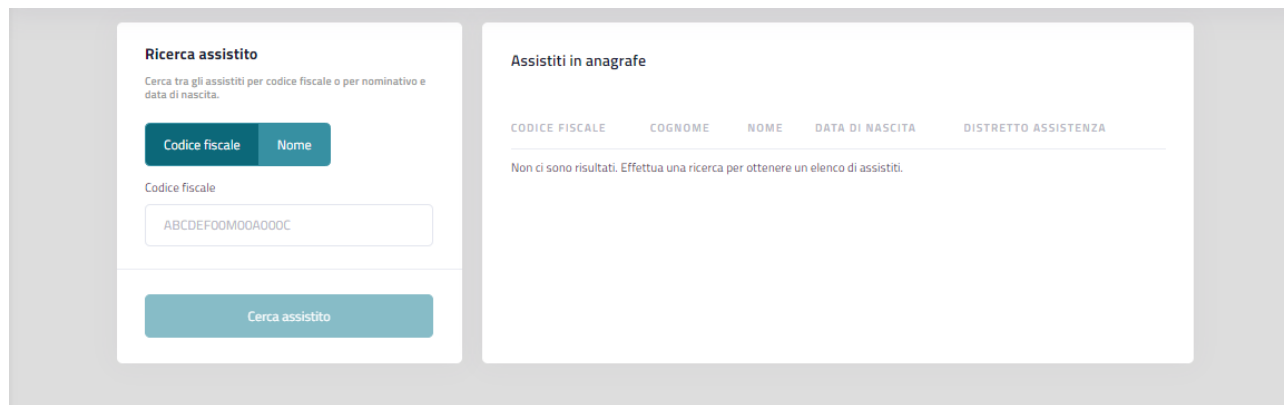 Ricerca assistito
Cerca tra gli assistiti per codice fiscale o per nominativo e
data di nascita.
Codice fiscale Nome
Codice fiscale
ABCDEF00M00A000C
Cerca assistito
Assistiti in anagrafe
CODICE FISCALE COGNOME NOME DATA DI NASCITA DISTRETTO ASSISTENZA
Non ci sono risultati. Effettua una ricerca per ottenere un elenco di assistiti.